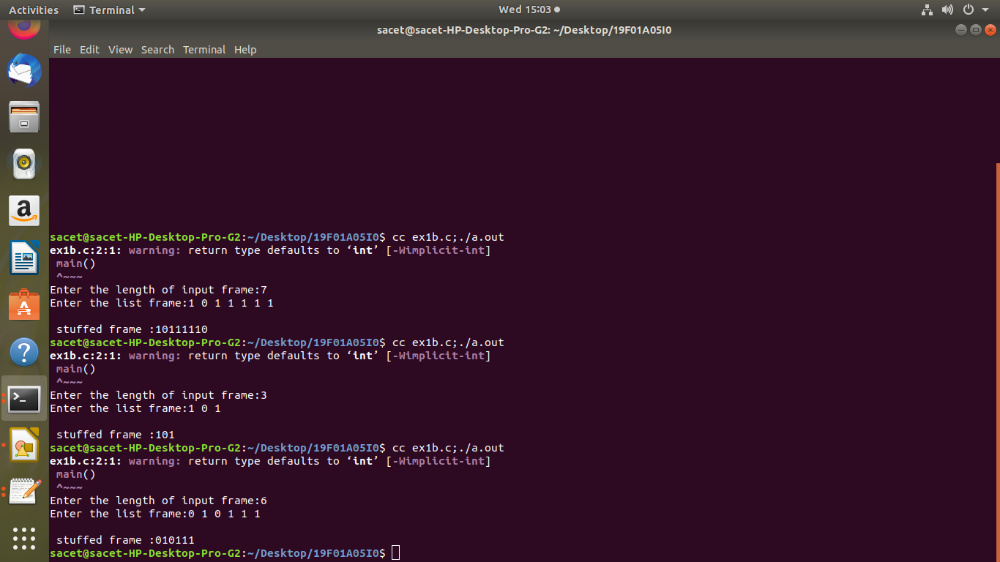 Activities Terminal Wed 15:03
sacet@sacet-HP-Desktop-Pro-G2: ~/Desktop/19F01A05I0
File Edit View Search Terminal Help
sacet@sacet-HP-Desktop-Pro-G2:~/Desktop/19F01A05I0$ cc ex1b.c;./a.out
ex1b.c:2:1: warning: return type defaults to ‘int’ [-Wimplicit-int]
 main()
 ^~~~
Enter the length of input frame:7
Enter the list frame:1 0 1 1 1 1 1

 stuffed frame :10111110
sacet@sacet-HP-Desktop-Pro-G2:~/Desktop/19F01A05I0$ cc ex1b.c;./a.out
ex1b.c:2:1: warning: return type defaults to ‘int’ [-Wimplicit-int]
 main()
 ^~~~
Enter the length of input frame:3
Enter the list frame:1 0 1

 stuffed frame :101
sacet@sacet-HP-Desktop-Pro-G2:~/Desktop/19F01A05I0$ cc ex1b.c;./a.out
ex1b.c:2:1: warning: return type defaults to ‘int’ [-Wimplicit-int]
 main()
 ^~~~
Enter the length of input frame:6
Enter the list frame:0 1 0 1 1 1

 stuffed frame :010111
sacet@sacet-HP-Desktop-Pro-G2:~/Desktop/19F01A05I0$